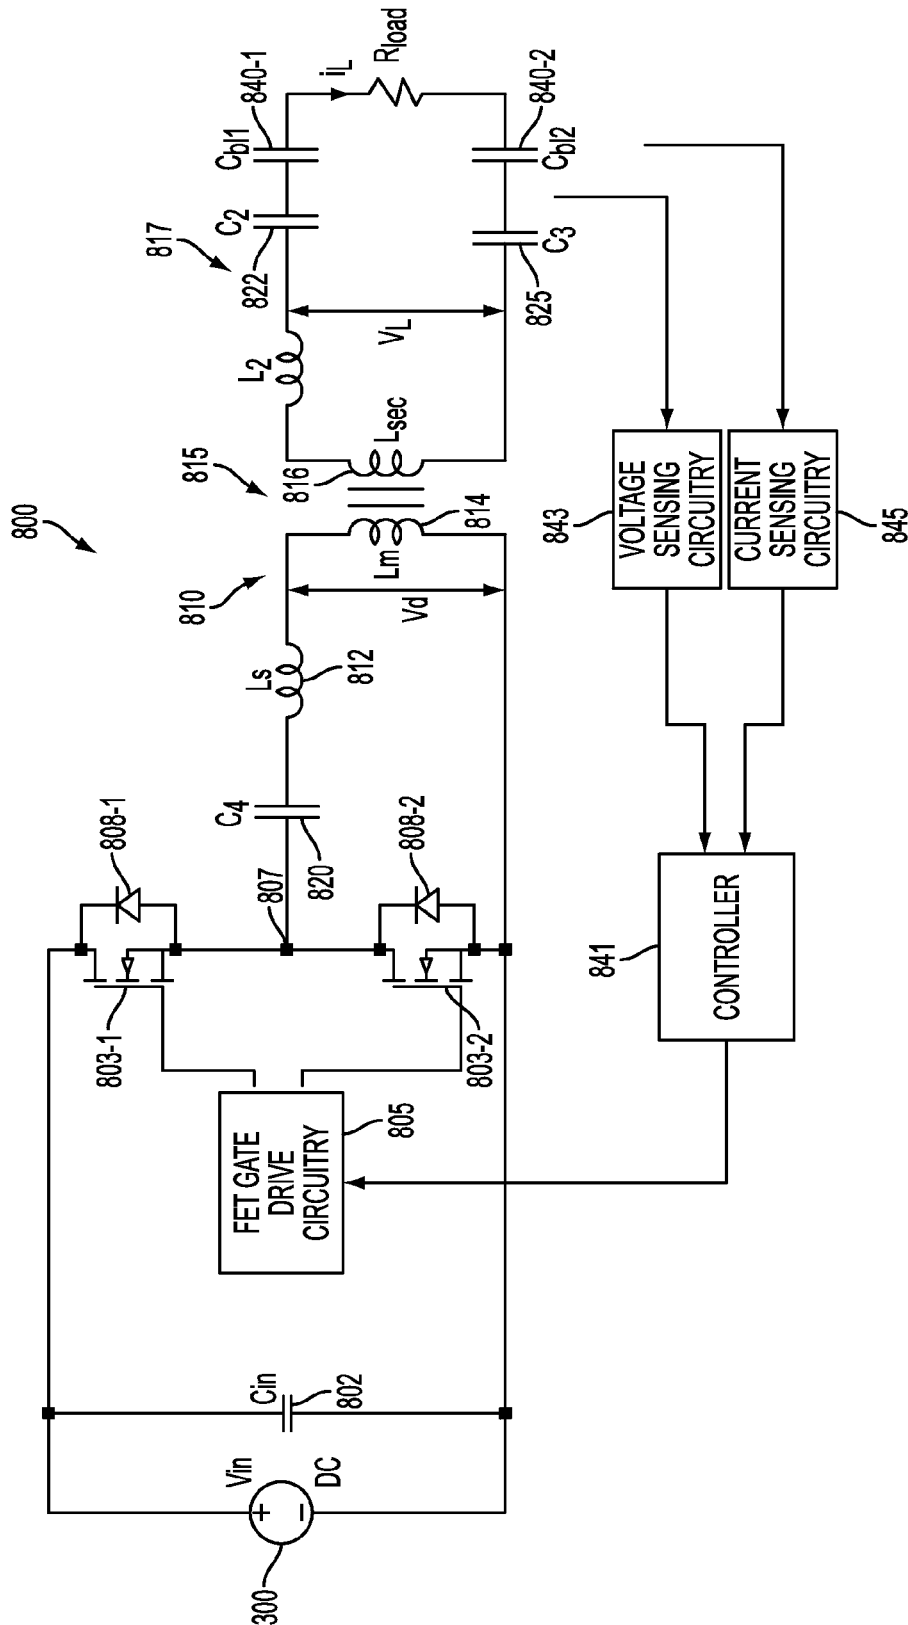 800
810
815
817
Vin
+
−
DC
300
Cin
802
FET GATE
DRIVE
CIRCUITRY
805
803-1
808-1
803-2
808-2
807
C4
820
Ls
812
Vd
Lm
814
816
Lsec
L2
VL
C2
822
Cbl1
840-1
iL
Rload
C3
825
Cbl2
840-2
CONTROLLER
841
VOLTAGE
SENSING
CIRCUITRY
843
CURRENT
SENSING
CIRCUITRY
845